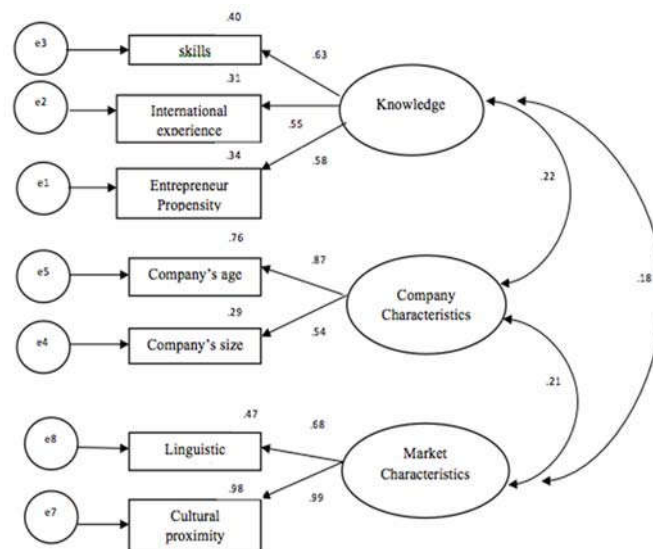 .40
e3
skills
.63
.31
e2
International
experience
.55
Knowledge
.34
.58
e1
Entrepreneur
Propensity
.22
.76
e5
Company's age
.87
.18
.29
Company
Characteristics
e4
Company's size
.54
.21
.47
e8
Linguistic
.68
Market
Characteristics
.98
.99
e7
Cultural
proximity